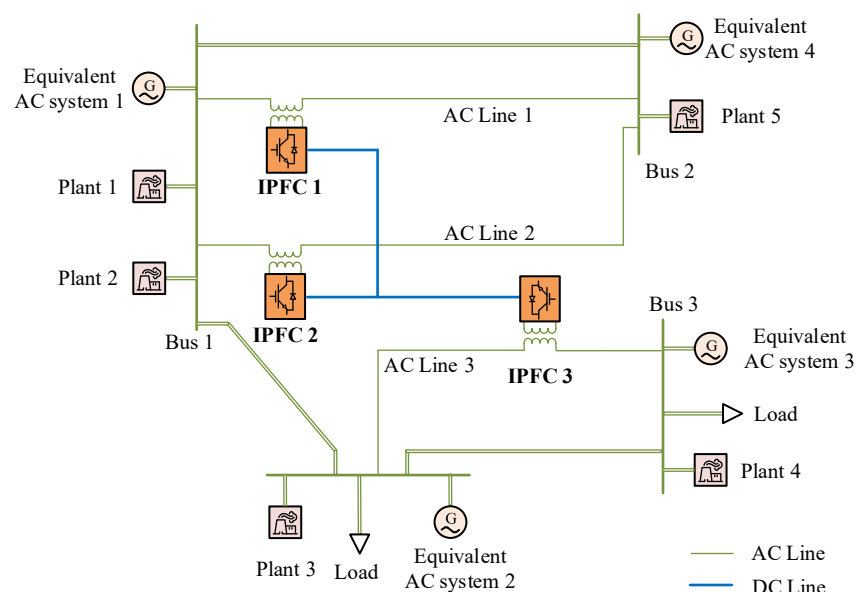 G
Equivalent
AC system 4
Equivalent
AC system 1
G
AC Line 1
Plant 5
IPFC 1
Bus 2
Plant 1
AC Line 2
Plant 2
Bus 3
IPFC 2
Bus 1
G
Equivalent
AC system 3
AC Line 3
IPFC 3
Load
Plant 4
G
Plant 3
Load
Equivalent
AC system 2
AC Line
DC Line